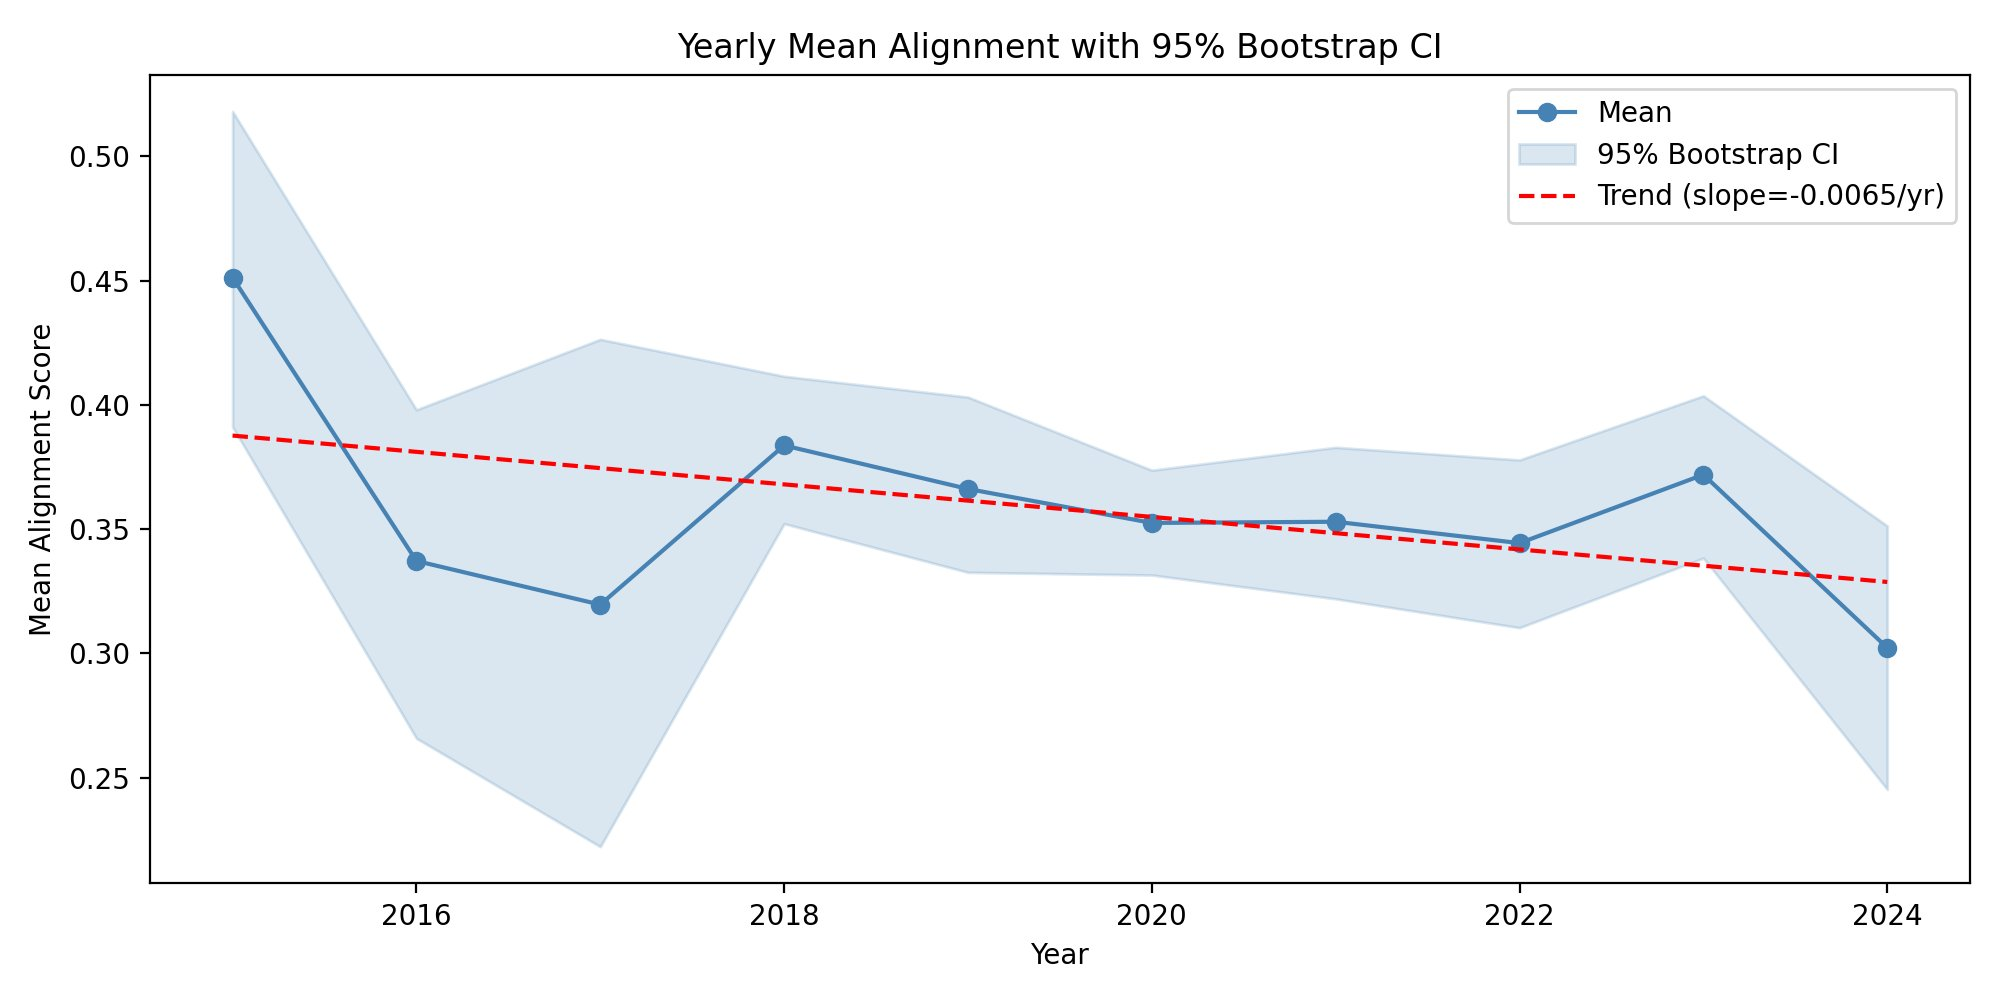 Yearly Mean Alignment with 95% Bootstrap CI
Mean
95% Bootstrap CI
Trend (slope=-0.0065/yr)
Mean Alignment Score
0.50
0.45
0.40
0.35
0.30
0.25
2016
2018
2020
2022
2024
Year